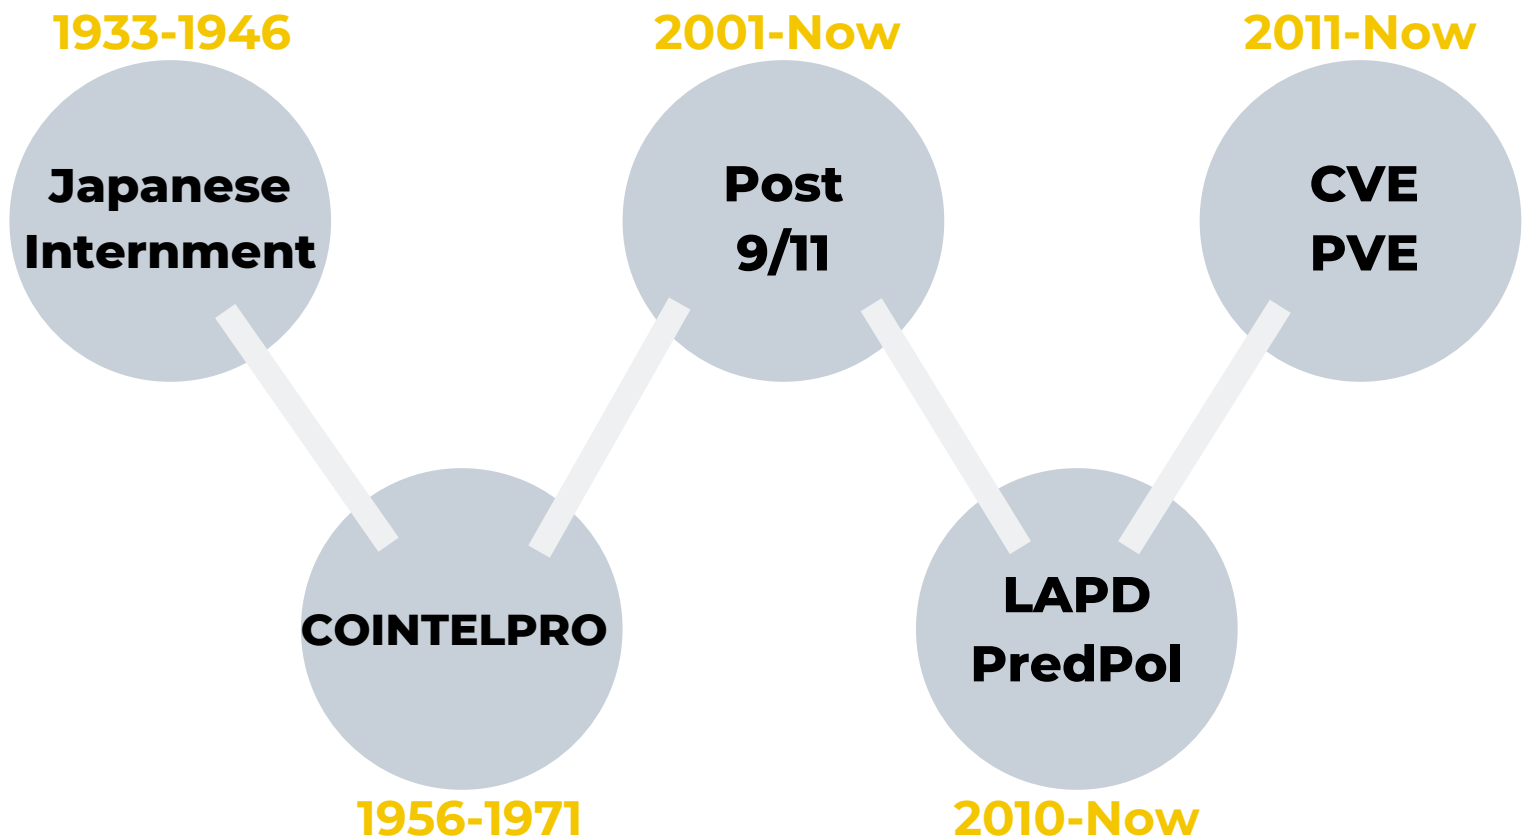 1933-1946
Japanese
Internment
COINTELPRO
1956-1971
2001-Now
Post
9/11
LAPD
PredPol
2010-Now
2011-Now
CVE
PVE